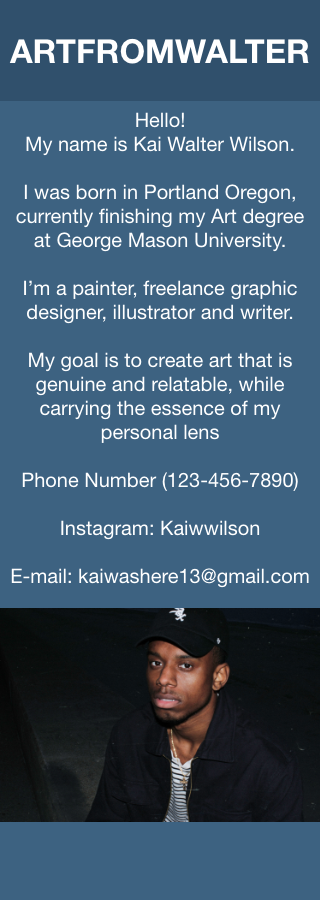 ARTFROMWALTER
Hello!
My name is Kai Walter Wilson.
I was born in Portland Oregon,
currently finishing my Art degree
at George Mason University.
I’m a painter, freelance graphic
designer, illustrator and writer.
My goal is to create art that is
genuine and relatable, while
carrying the essence of my
personal lens
Phone Number (123-456-7890)
Instagram: Kaiwwilson
E-mail: kaiwashere13@gmail.com